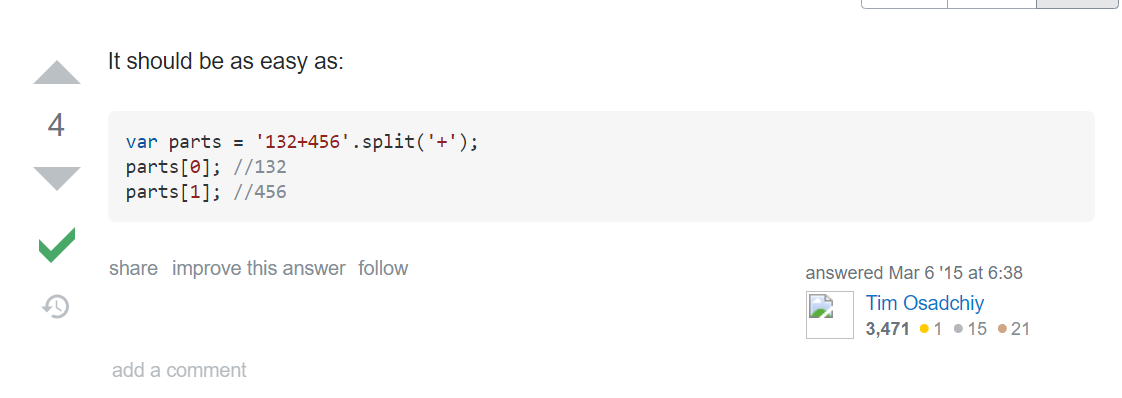 It should be as easy as:
4
var parts = '132+456'.split('+');
parts[0]; //132
parts[1]; //456
share improve this answer follow
answered Mar 6 '15 at 6:38
Tim Osadchiy
3,471 1 15 21
add a comment